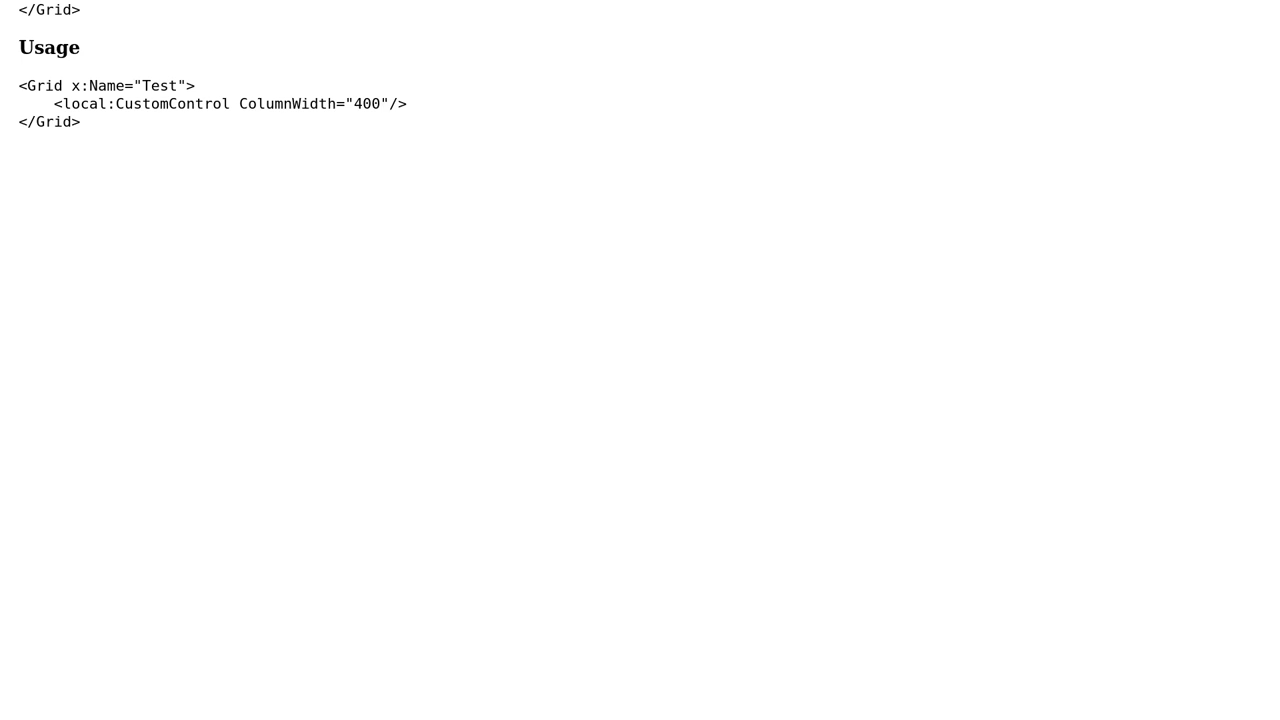 </Grid>
Usage
<Grid x:Name="Test">
    <local:CustomControl ColumnWidth="400"/>
</Grid>